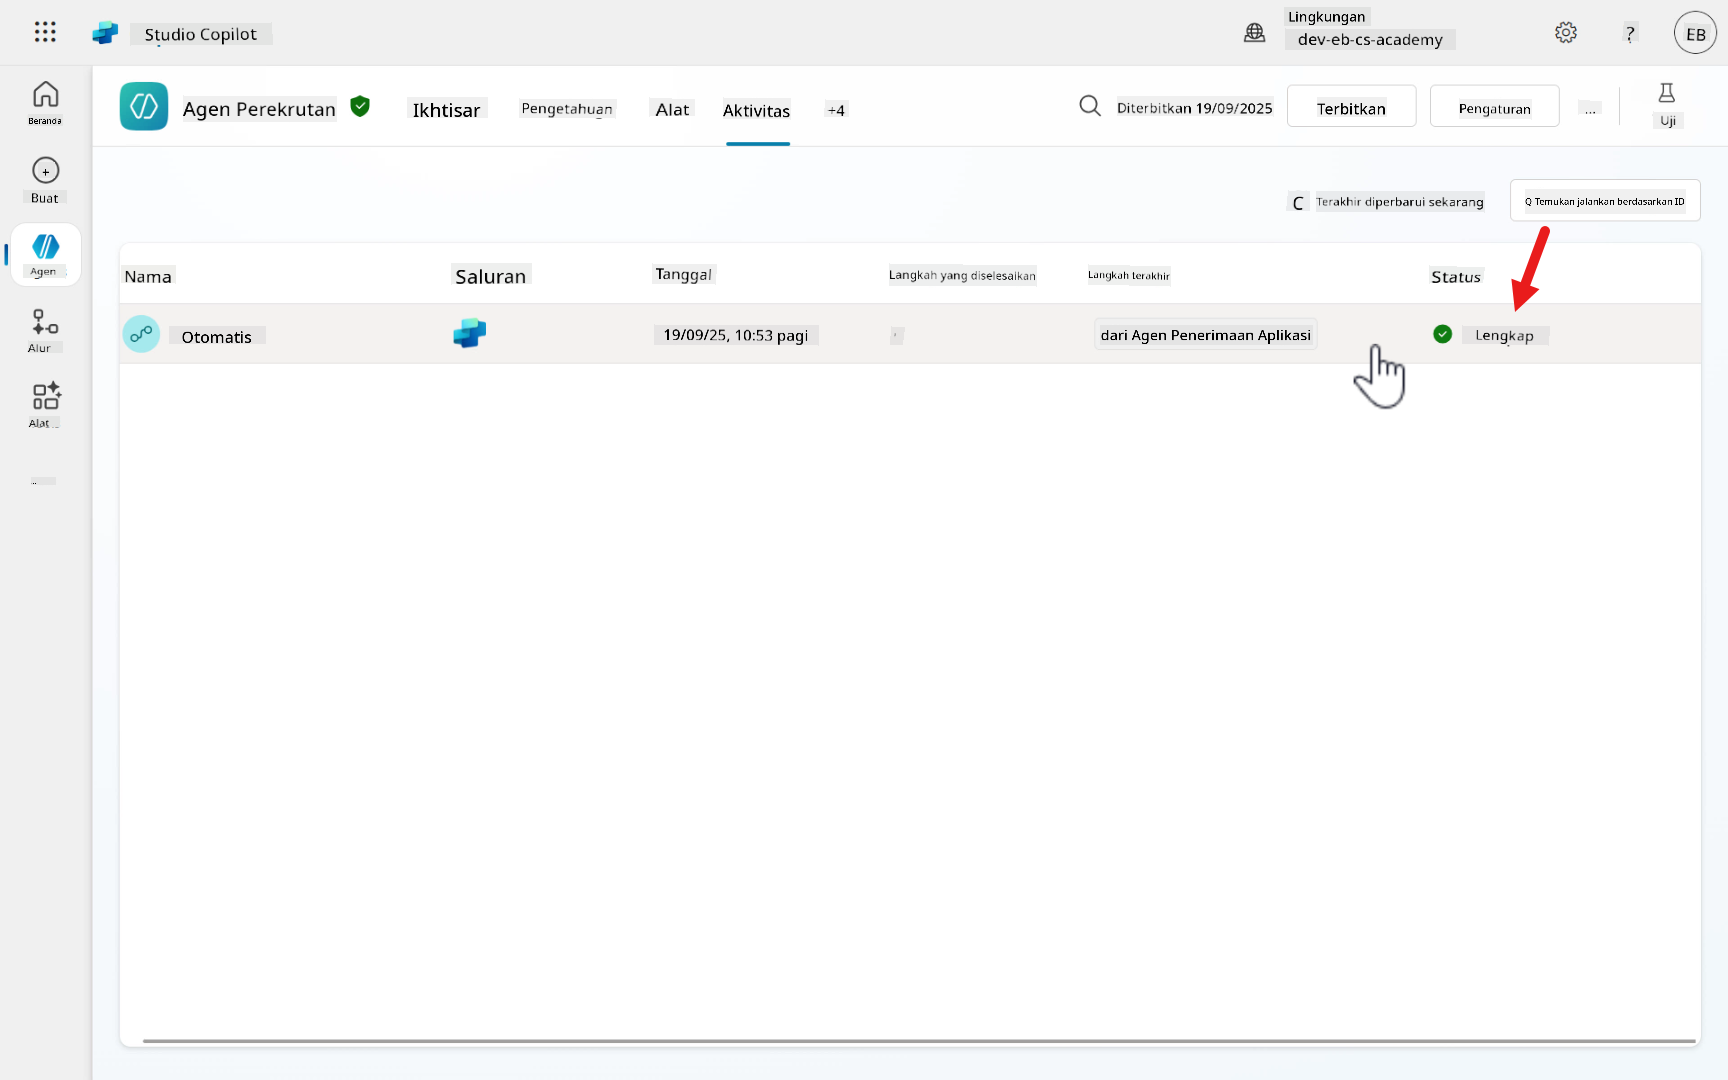 Studio Copilot
Lingkungan
dev-eb-cs-academy
?
EB
Beranda
Buat
Agen
Alur
Alat
Agen Perekrutan
Ikhtisar
Pengetahuan
Alat
Aktivitas
+4
Diterbitkan 19/09/2025
Terbitkan
Pengaturan
...
Uji
C Terakhir diperbarui sekarang
Q Temukan jalankan berdasarkan ID
Nama
Saluran
Tanggal
Langkah yang diselesaikan
Langkah terakhir
Status
Otomatis
19/09/25, 10:53 pagi
dari Agen Penerimaan Aplikasi
Lengkap